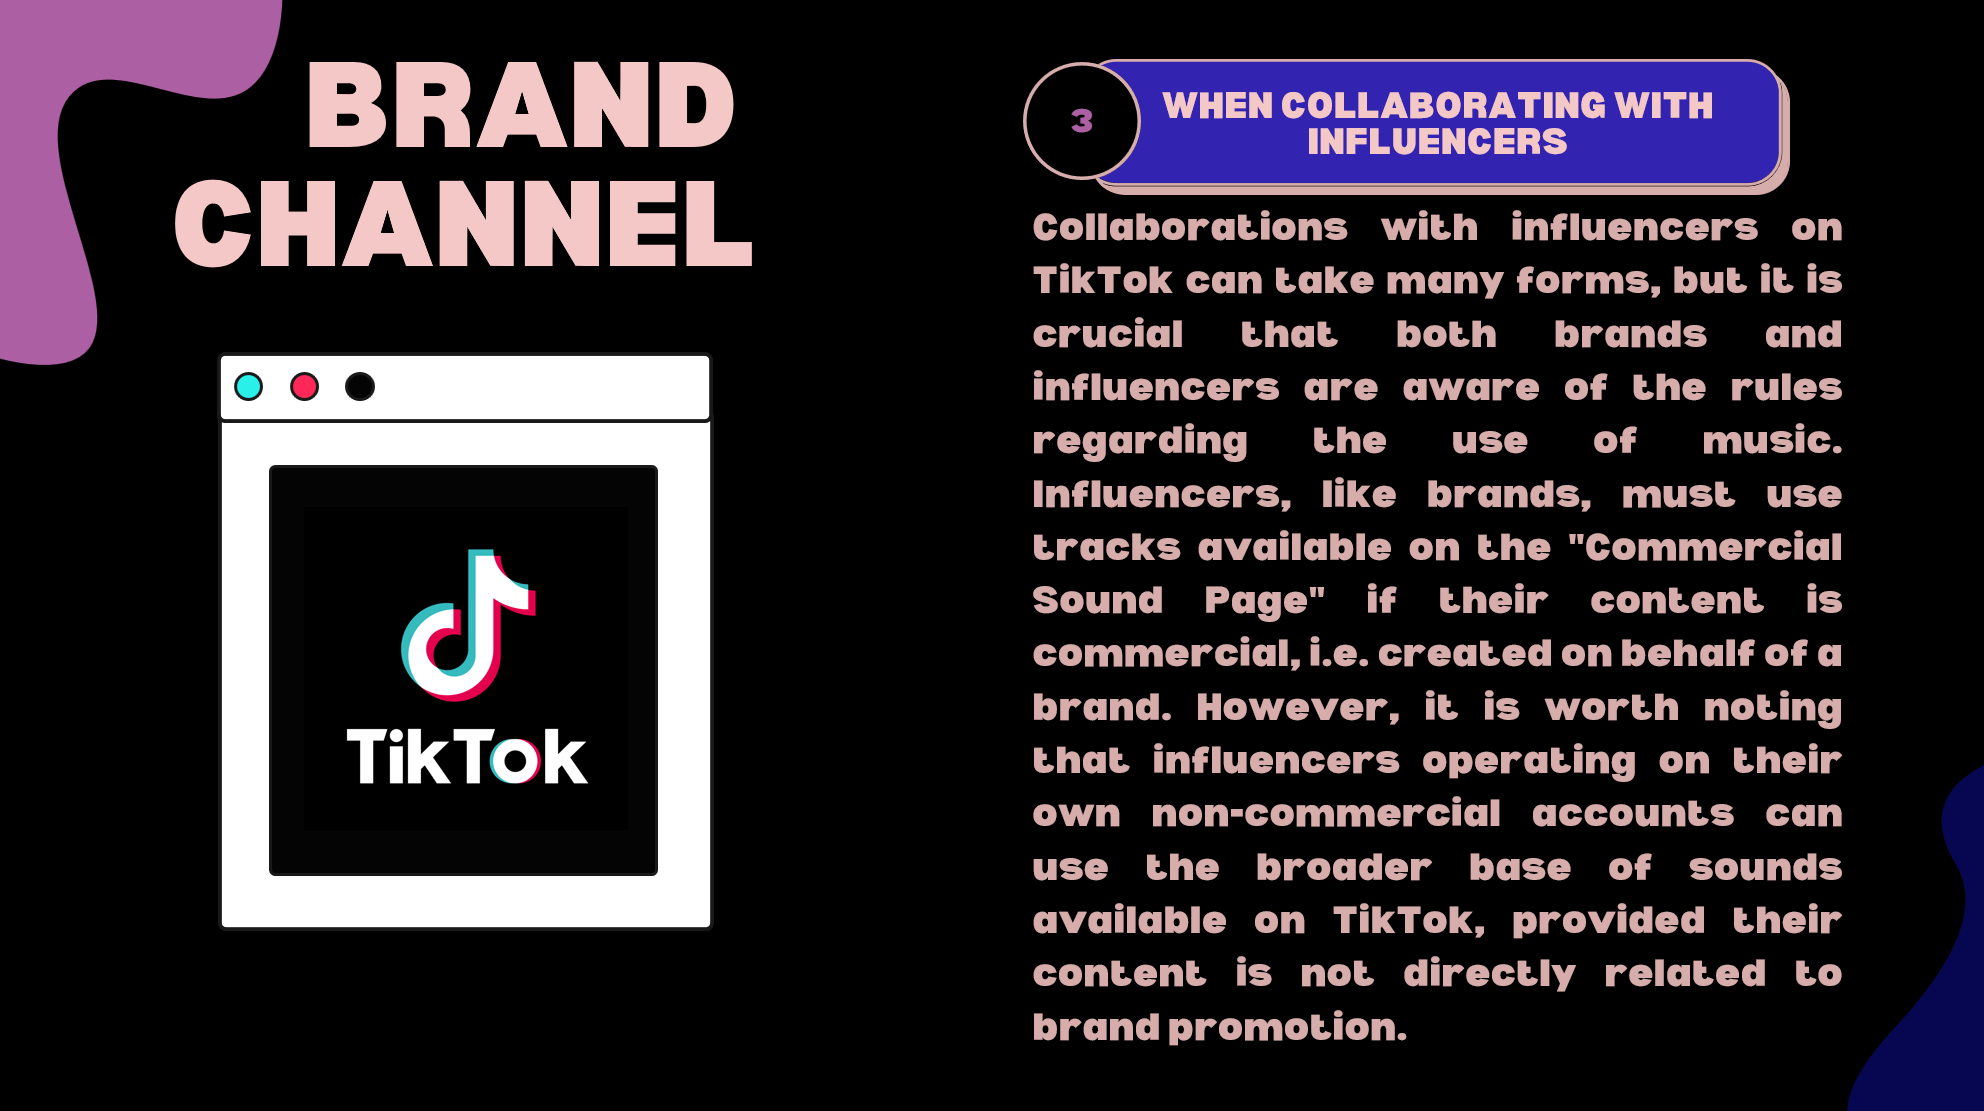 BRAND
CHANNEL
TikTok
3
WHEN COLLABORATING WITH
INFLUENCERS
Collaborations with influencers on
TikTok can take many forms, but it is
crucial that both brands and
influencers are aware of the rules
regarding the use of music.
Influencers, like brands, must use
tracks available on the "Commercial
Sound Page" if their content is
commercial, i.e. created on behalf of a
brand. However, it is worth noting
that influencers operating on their
own non-commercial accounts can
use the broader base of sounds
available on TikTok, provided their
content is not directly related to
brand promotion.